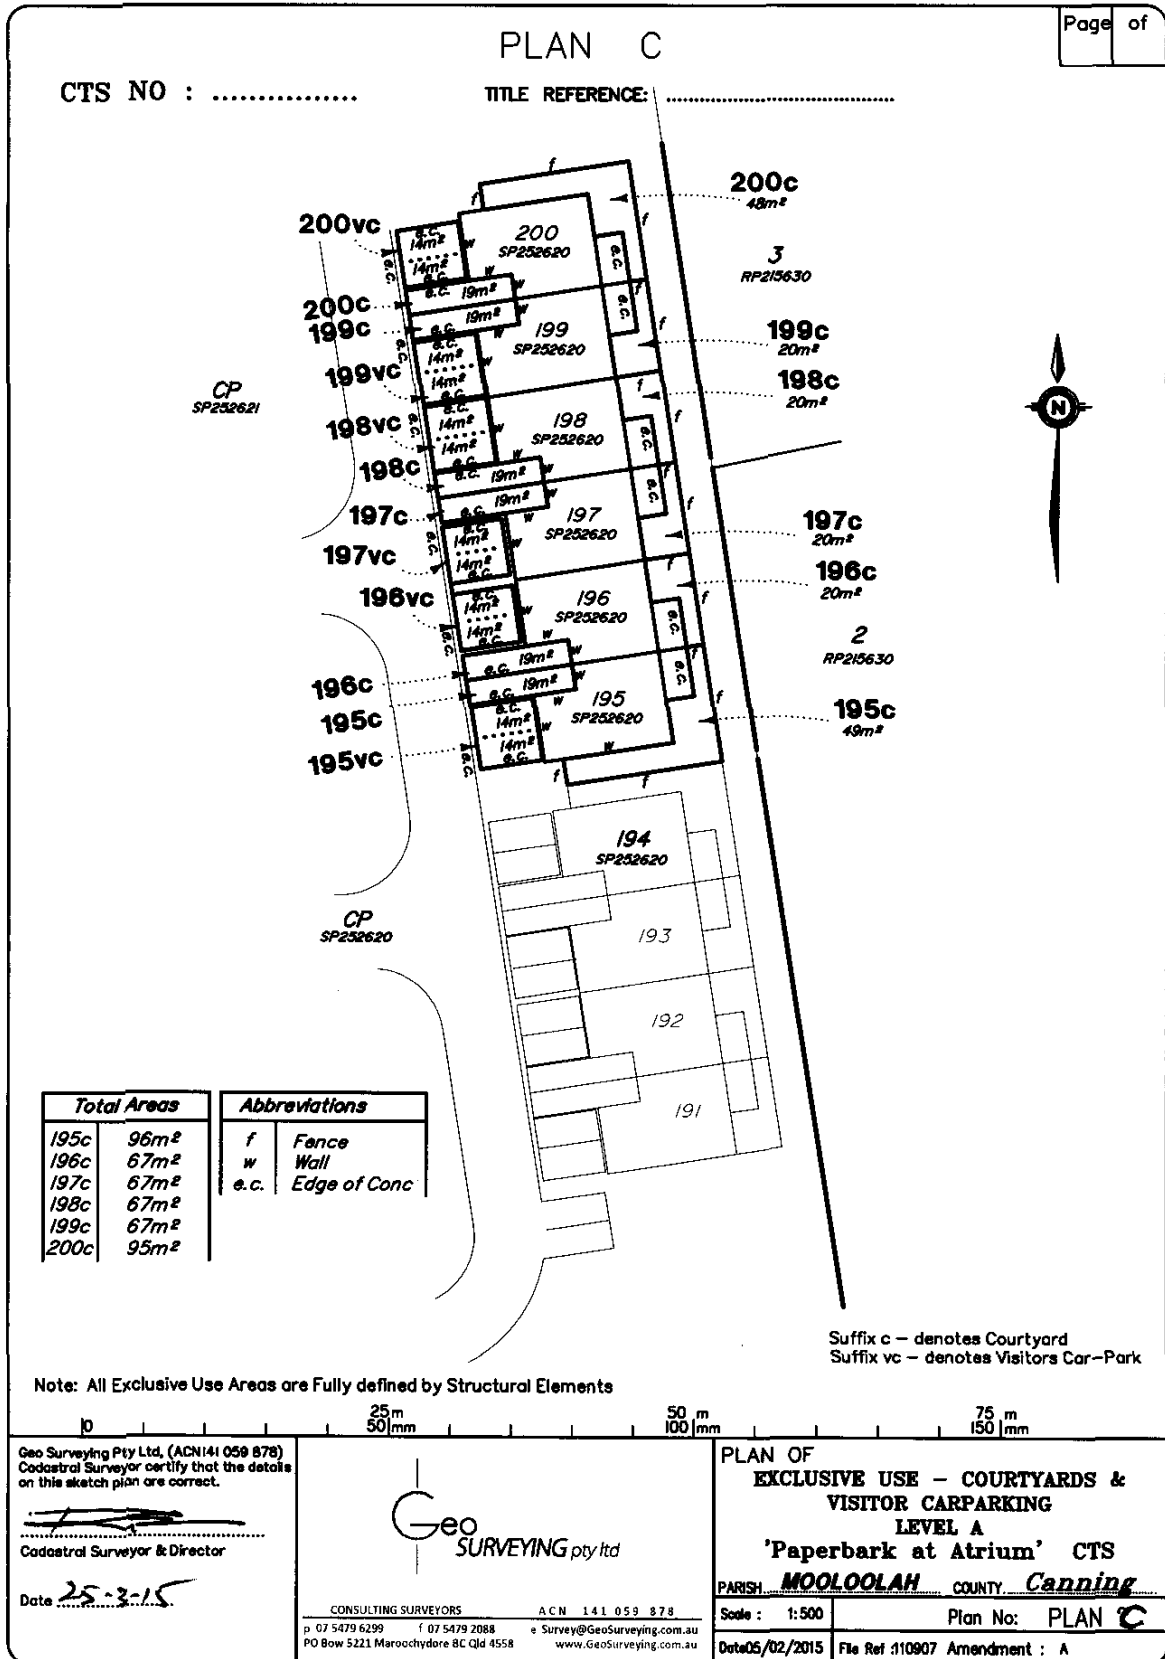 Page of
PLAN C
CTS NO : ................
TITLE REFERENCE: ................
200c
48m²
200vc
e.c.
14m²
14m²
e.c.
e.c.
w
f
f
f
200
SP252620
3
RP215630
e.c.
w
w
e.c. 19m²
200c
19m²
e.c.
199c
w
w
e.c.
f
199
SP252620
199c
20m²
f
e.c.
e.c.
14m²
14m²
e.c.
w
199vc
198c
20m²
f
CP
SP252621
e.c.
e.c.
14m²
14m²
e.c.
w
198vc
198
SP252620
e.c.
w
w
e.c. 19m²
198c
19m²
e.c.
197c
w
w
e.c.
f
f
N
197
SP252620
197c
20m²
e.c.
e.c.
14m²
14m²
e.c.
w
197vc
f
196c
20m²
196vc
e.c.
14m²
14m²
e.c.
e.c.
w
196
SP252620
f
e.c.
2
RP215630
w
w
e.c. 19m²
196c
19m²
e.c.
195c
w
w
e.c.
f
f
195
SP252620
195c
49m²
e.c.
14m²
14m²
e.c.
e.c.
w
w
195vc
f
f
194
SP252620
CP
SP252620
193
192
191
Total Areas
195c 96m²
196c 67m²
197c 67m²
198c 67m²
199c 67m²
200c 95m²
Abbreviations
f Fence
w Wall
e.c. Edge of Conc
Suffix c – denotes Courtyard
Suffix vc – denotes Visitors Car-Park
Note: All Exclusive Use Areas are Fully defined by Structural Elements
0 25 m 50 m 75 m
50 mm 100 mm 150 mm
Geo Surveying Pty Ltd, (ACN141 059 878)
Cadastral Surveyor certify that the details
on this sketch plan are correct.
Cadastral Surveyor & Director
Date 25-3-15
Geo
SURVEYING pty ltd
CONSULTING SURVEYORS ACN 141 059 878
p 07 5479 6299 f 07 5479 2088 e Survey@GeoSurveying.com.au
PO Bow 5221 Maroochydore BC Qld 4558 www.GeoSurveying.com.au
PLAN OF
EXCLUSIVE USE – COURTYARDS &
VISITOR CARPARKING
LEVEL A
'Paperbark at Atrium' CTS
PARISH MOOLOOLAH COUNTY Canning
Scale : 1:500 Plan No: PLAN C
Date05/02/2015 File Ref :110907 Amendment : A